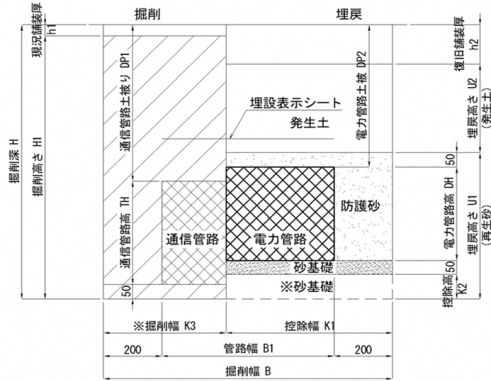 掘削
埋戻
現況舗装厚
h1
掘削深 H
掘削高さ H1
通信管路土被り DP1
通信管路高 TH
50
電力管路土被 DP2
復旧舗装厚
h2
埋戻高さ U2
(発生土)
埋設表示シート
発生土
50
電力管路高 DH
埋戻高さ U1
(再生砂)
防護砂
通信管路
電力管路
砂基礎
※砂基礎
50
控除高
K2
※掘削幅 K3
控除幅 K1
200
管路幅 B1
200
掘削幅 B